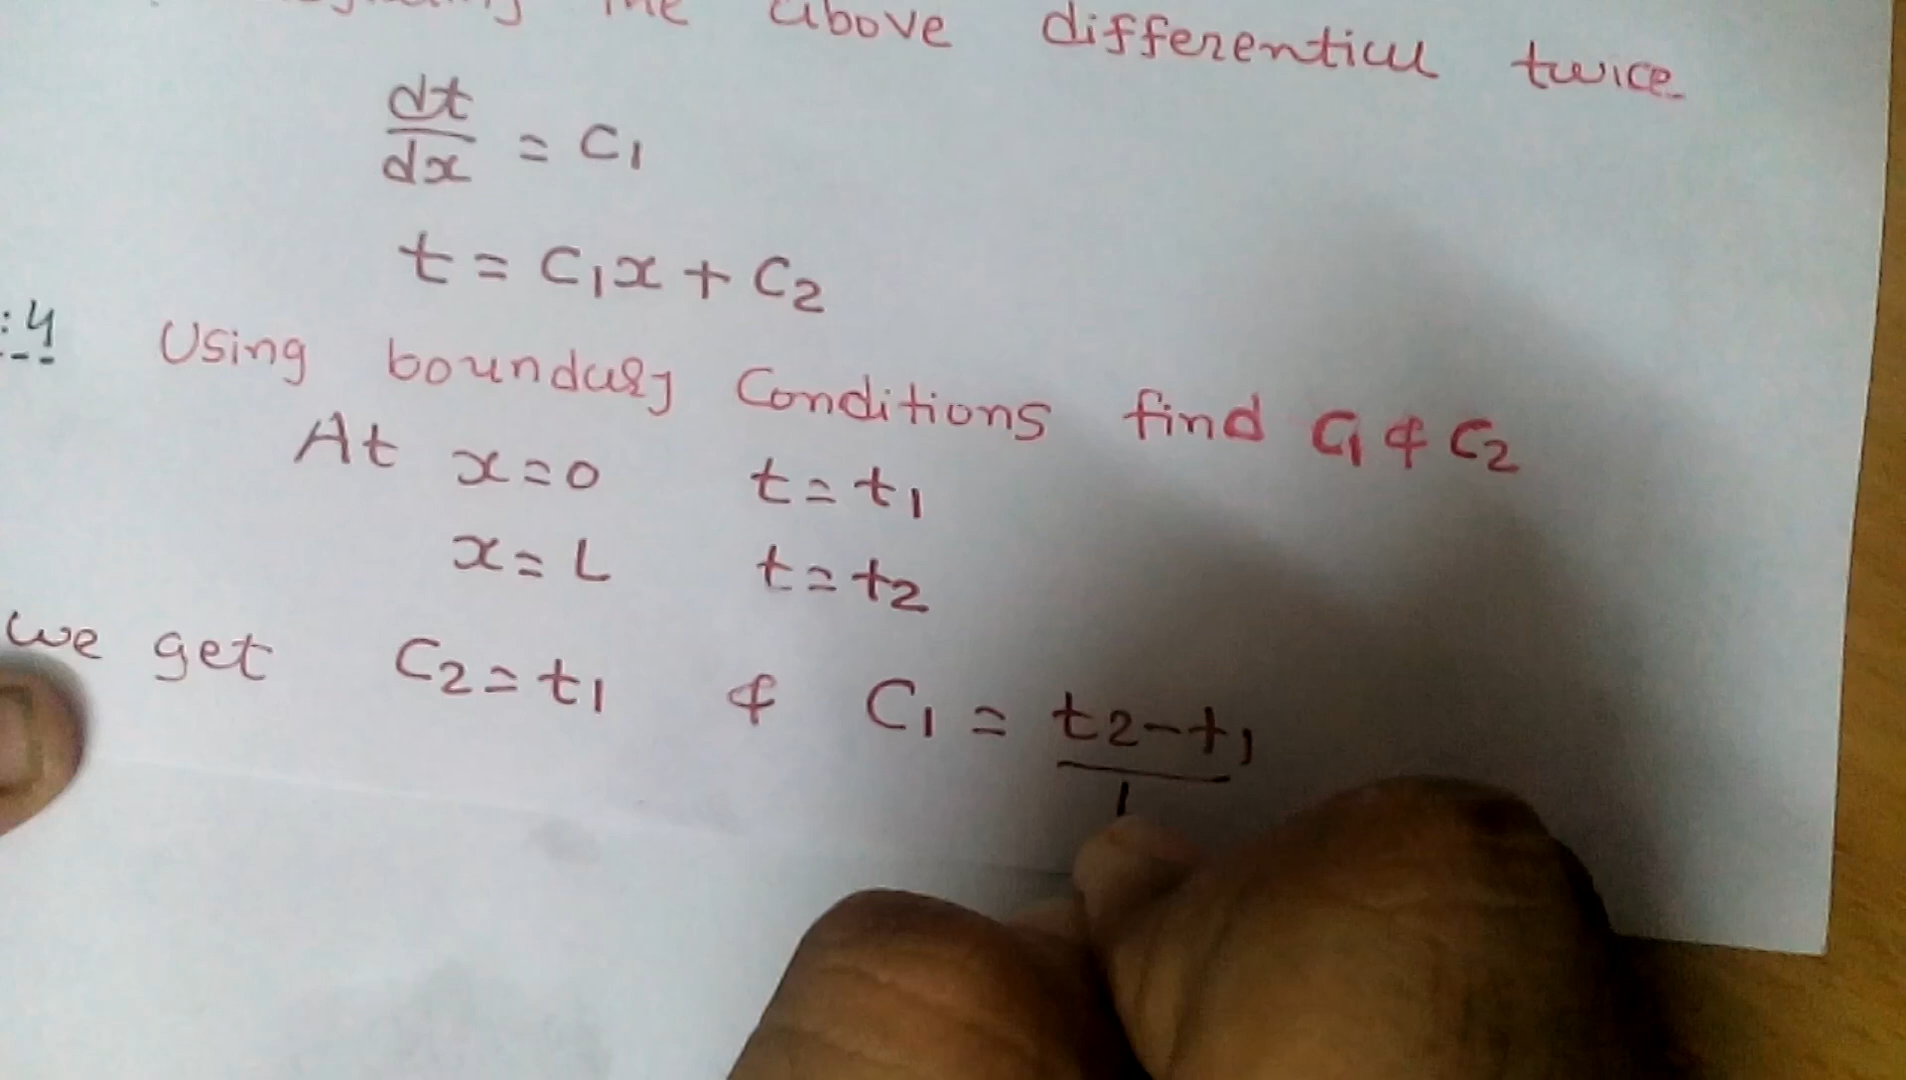 the above differential twice
dt/dx = C1
t = C1x + C2
:4 Using boundary Conditions find C1 & C2
At x=0 t=t1
x=L t=t2
we get C2=t1 & C1 = t2-t1/